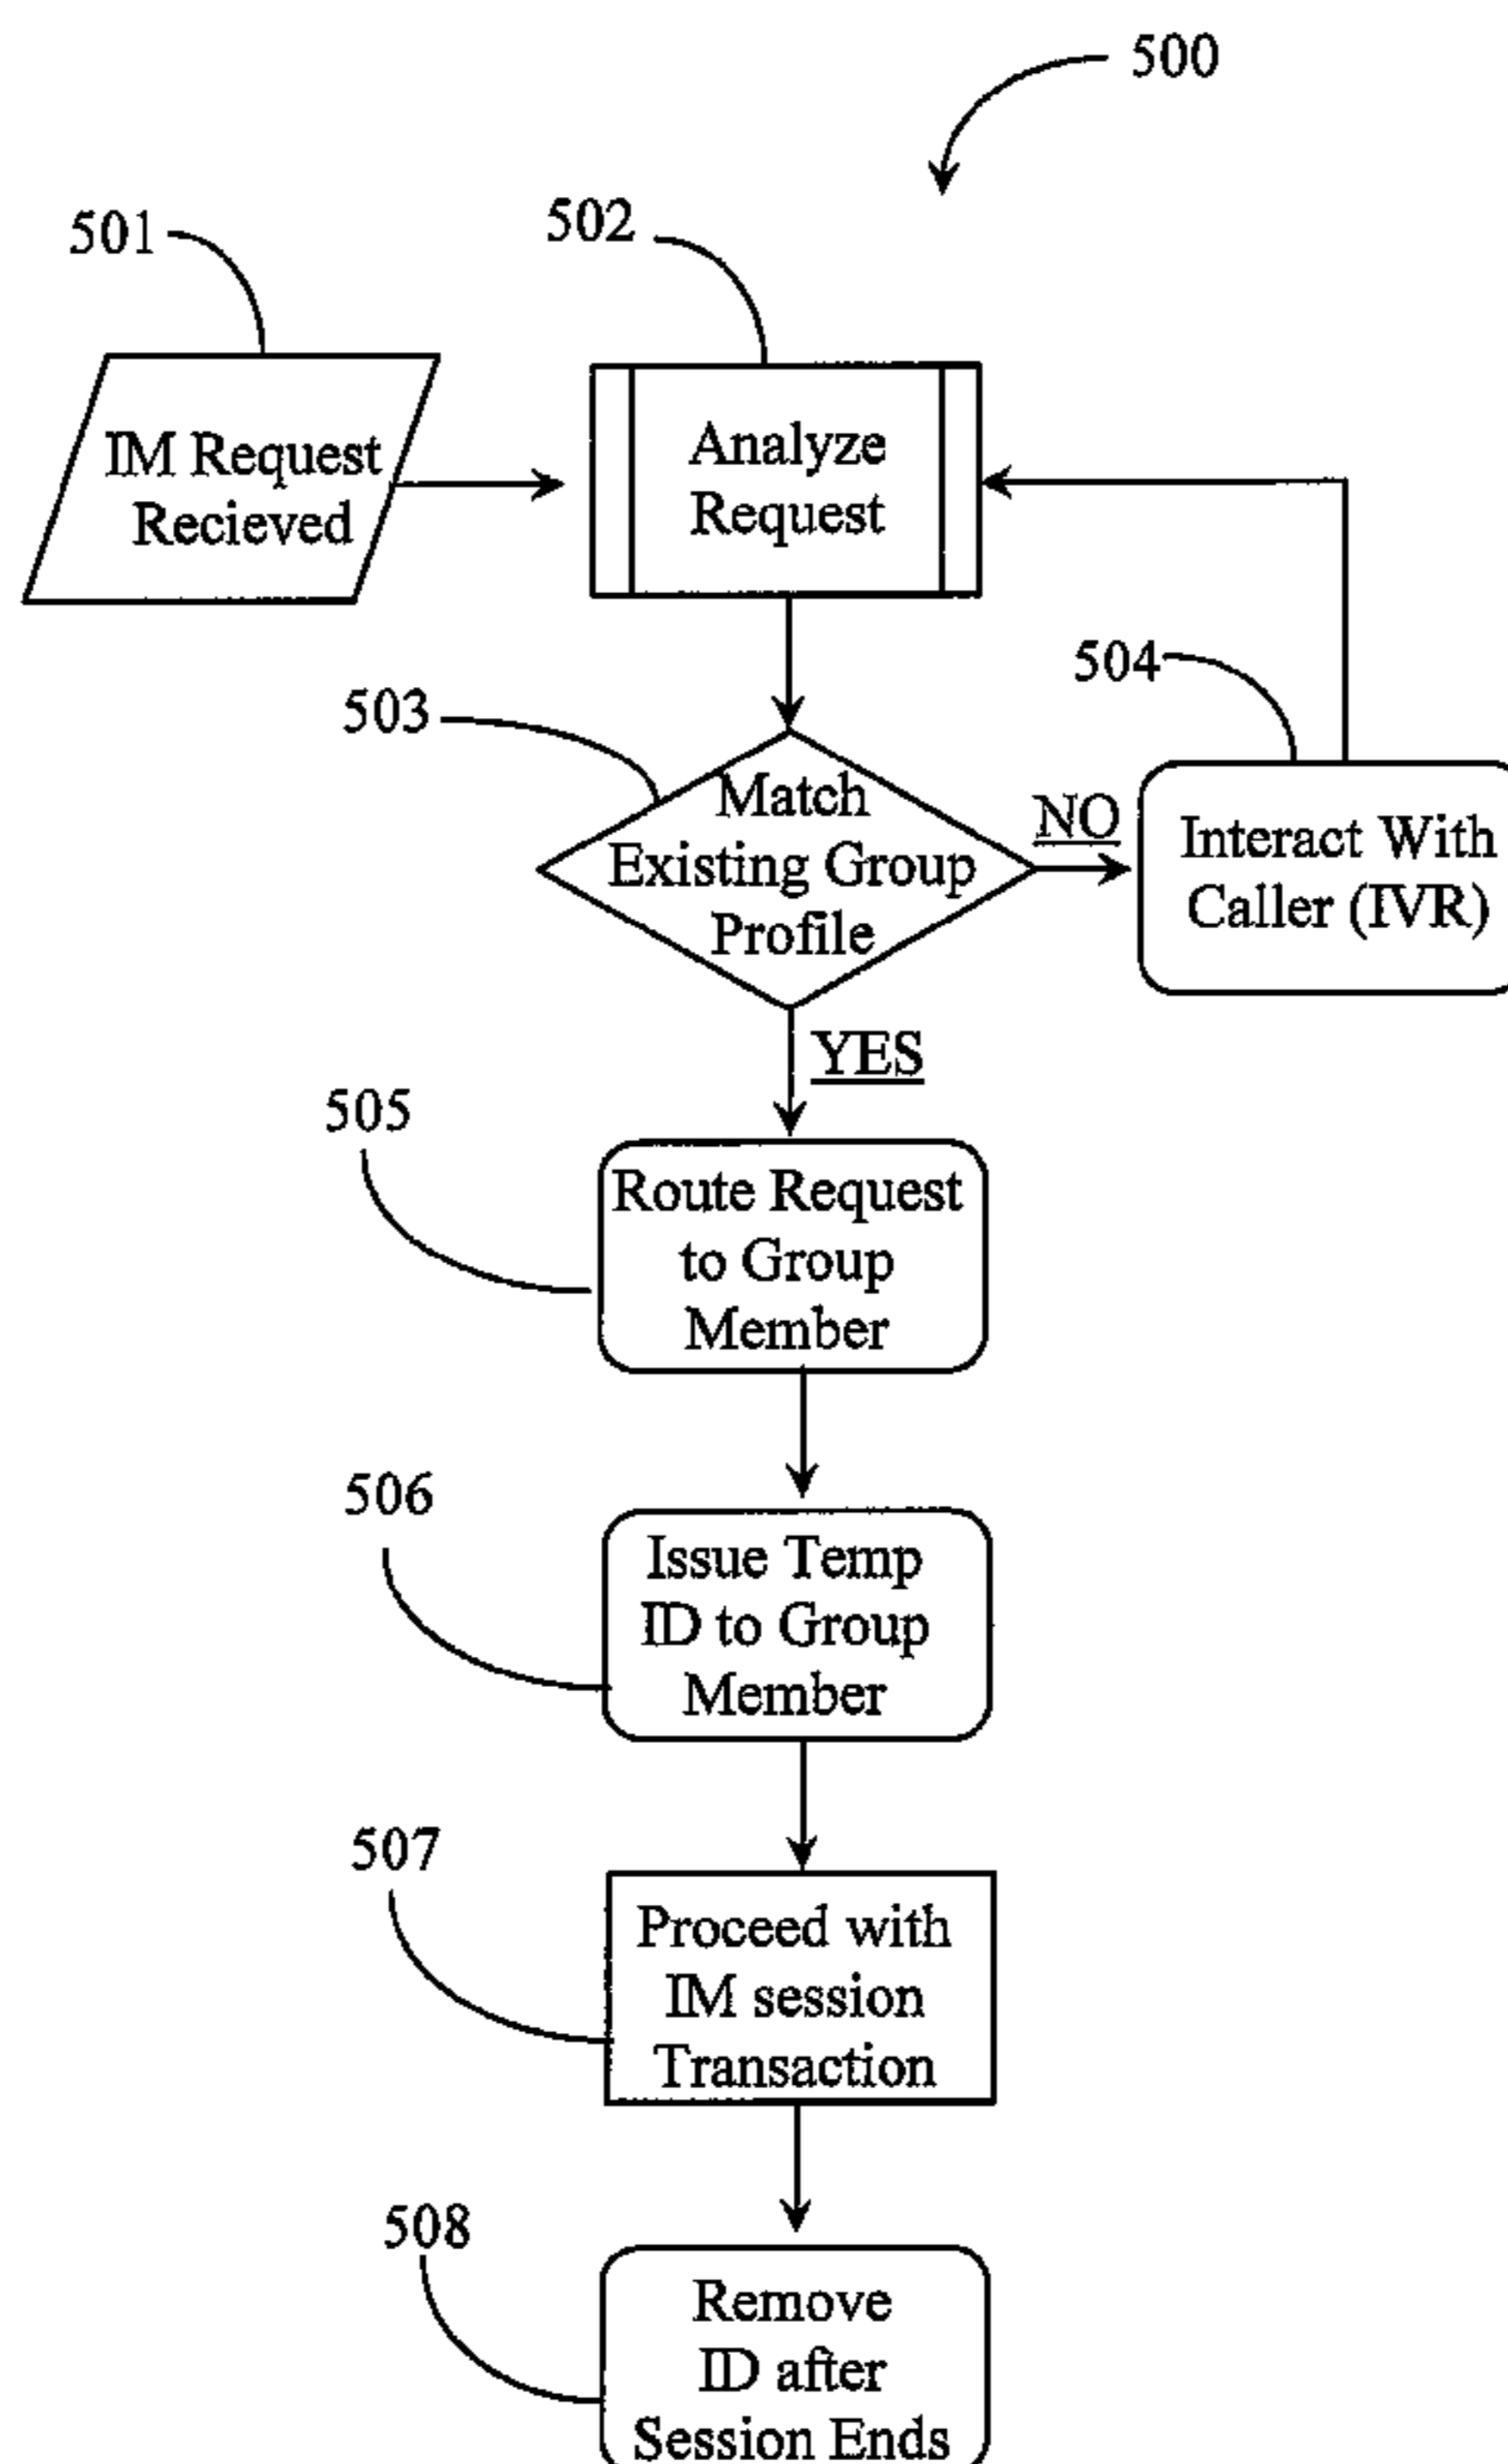 500
501
502
IM Request
Recieved
Analyze
Request
503
504
Match
Existing Group
Profile
NO
Interact With
Caller (IVR)
YES
505
Route Request
to Group
Member
506
Issue Temp
ID to Group
Member
507
Proceed with
IM session
Transaction
508
Remove
ID after
Session Ends